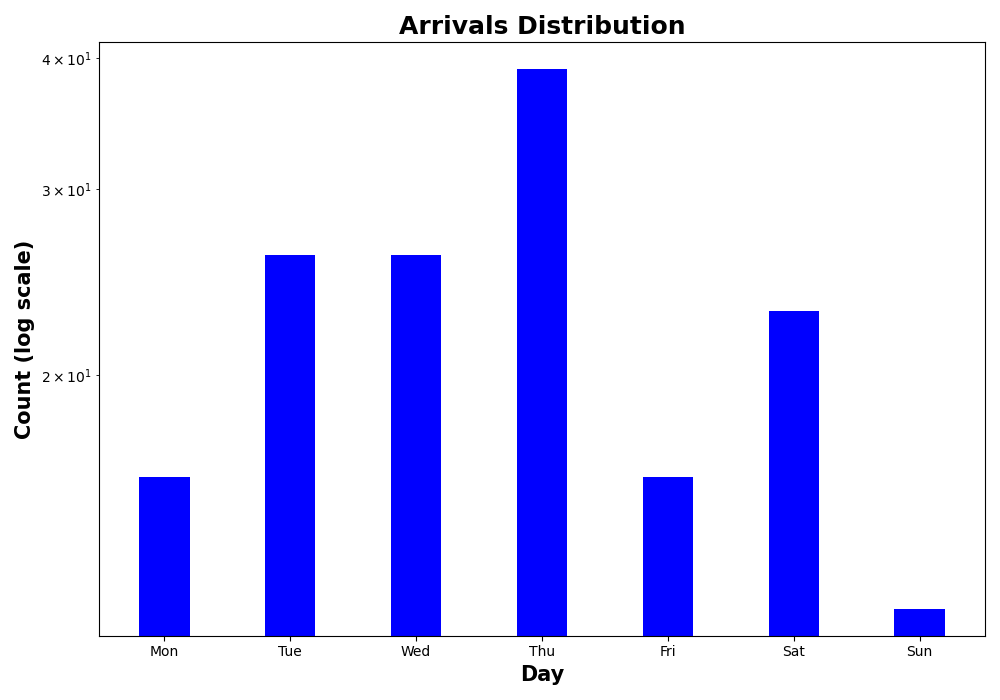 Arrivals Distribution
4 × 10¹
3 × 10¹
2 × 10¹
Count (log scale)
Mon Tue Wed Thu Fri Sat Sun
Day